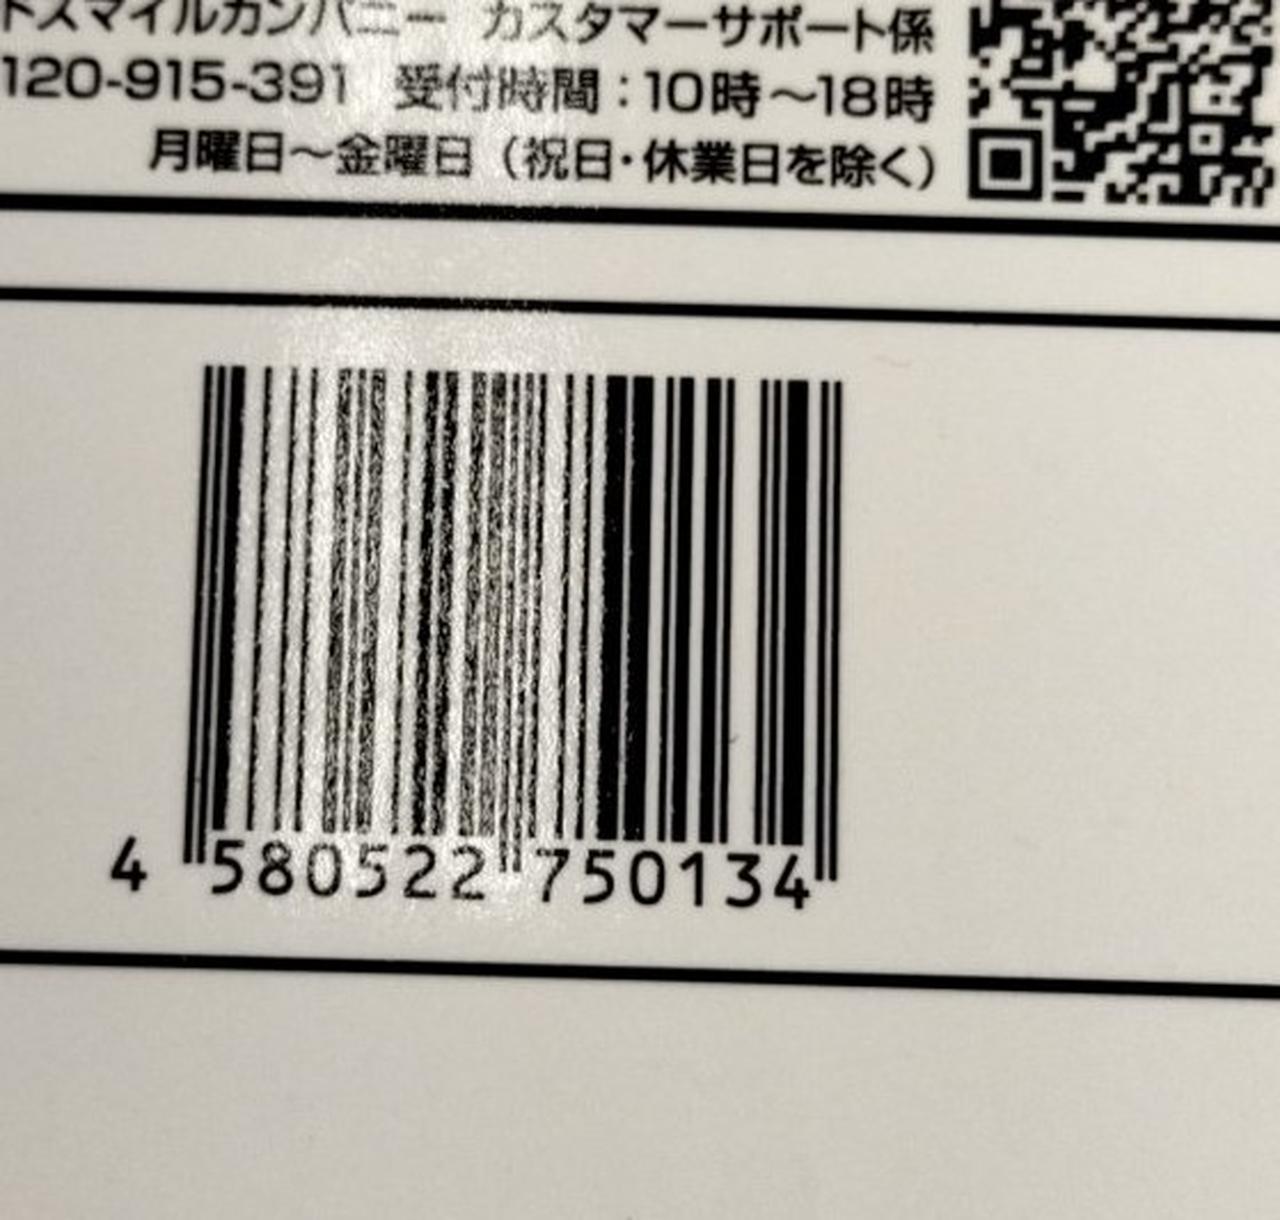 ドスマイルカンパニー カスタマーサポート係
120-915-391 受付時間：10時～18時
月曜日～金曜日（祝日・休業日を除く）
4 580522 750134